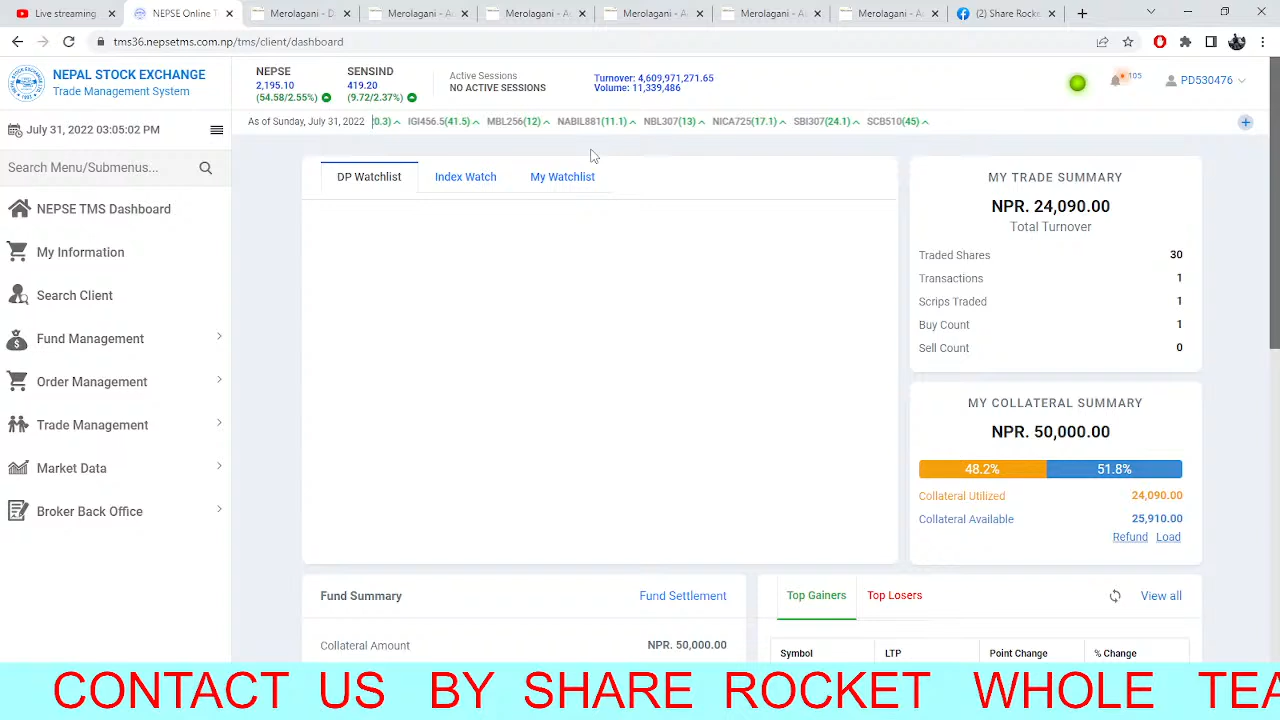 Live streaming
NEPSE Online T
Merolagani - D
Merolagani - A
Merolagani - A
Merolagani - A
Merolagani - A
Merolagani - A
(2) Share Rocke
tms36.nepsetms.com.np/tms/client/dashboard
NEPAL STOCK EXCHANGE
Trade Management System
NEPSE
2,195.10
(54.58/2.55%)
SENSIND
419.20
(9.72/2.37%)
Active Sessions
NO ACTIVE SESSIONS
Turnover: 4,609,971,271.65
Volume: 11,339,486
105
PD530476
July 31, 2022 03:05:02 PM
As of Sunday, July 31, 2022 0.3) IGI456.5(41.5) MBL256(12) NABIL881(11.1) NBL307(13) NICA725(17.1) SBI307(24.1) SCB510(45)
Search Menu/Submenus...
NEPSE TMS Dashboard
My Information
Search Client
Fund Management
Order Management
Trade Management
Market Data
Broker Back Office
DP Watchlist Index Watch My Watchlist
MY TRADE SUMMARY
NPR. 24,090.00
Total Turnover
Traded Shares 30
Transactions 1
Scrips Traded 1
Buy Count 1
Sell Count 0
MY COLLATERAL SUMMARY
NPR. 50,000.00
48.2% 51.8%
Collateral Utilized 24,090.00
Collateral Available 25,910.00
Refund Load
Fund Summary Fund Settlement
Collateral Amount NPR. 50,000.00
Top Gainers Top Losers View all
Symbol LTP Point Change % Change
CONTACT US BY SHARE ROCKET WHOLE TEA